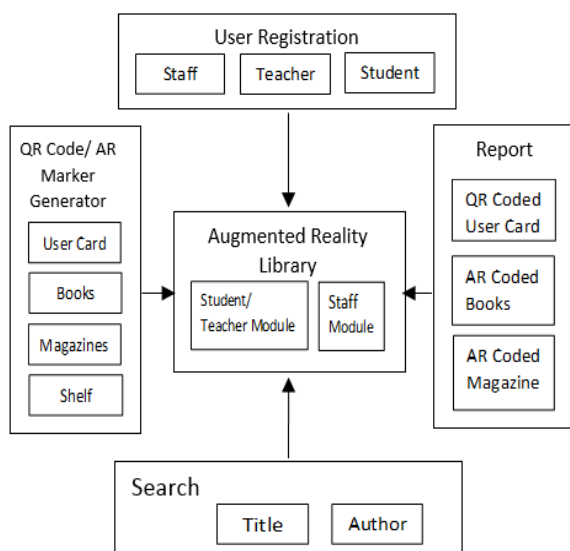 User Registration
Staff
Teacher
Student
QR Code/ AR
Marker
Generator
User Card
Books
Magazines
Shelf
Augmented Reality
Library
Student/
Teacher Module
Staff
Module
Report
QR Coded
User Card
AR Coded
Books
AR Coded
Magazine
Search
Title
Author